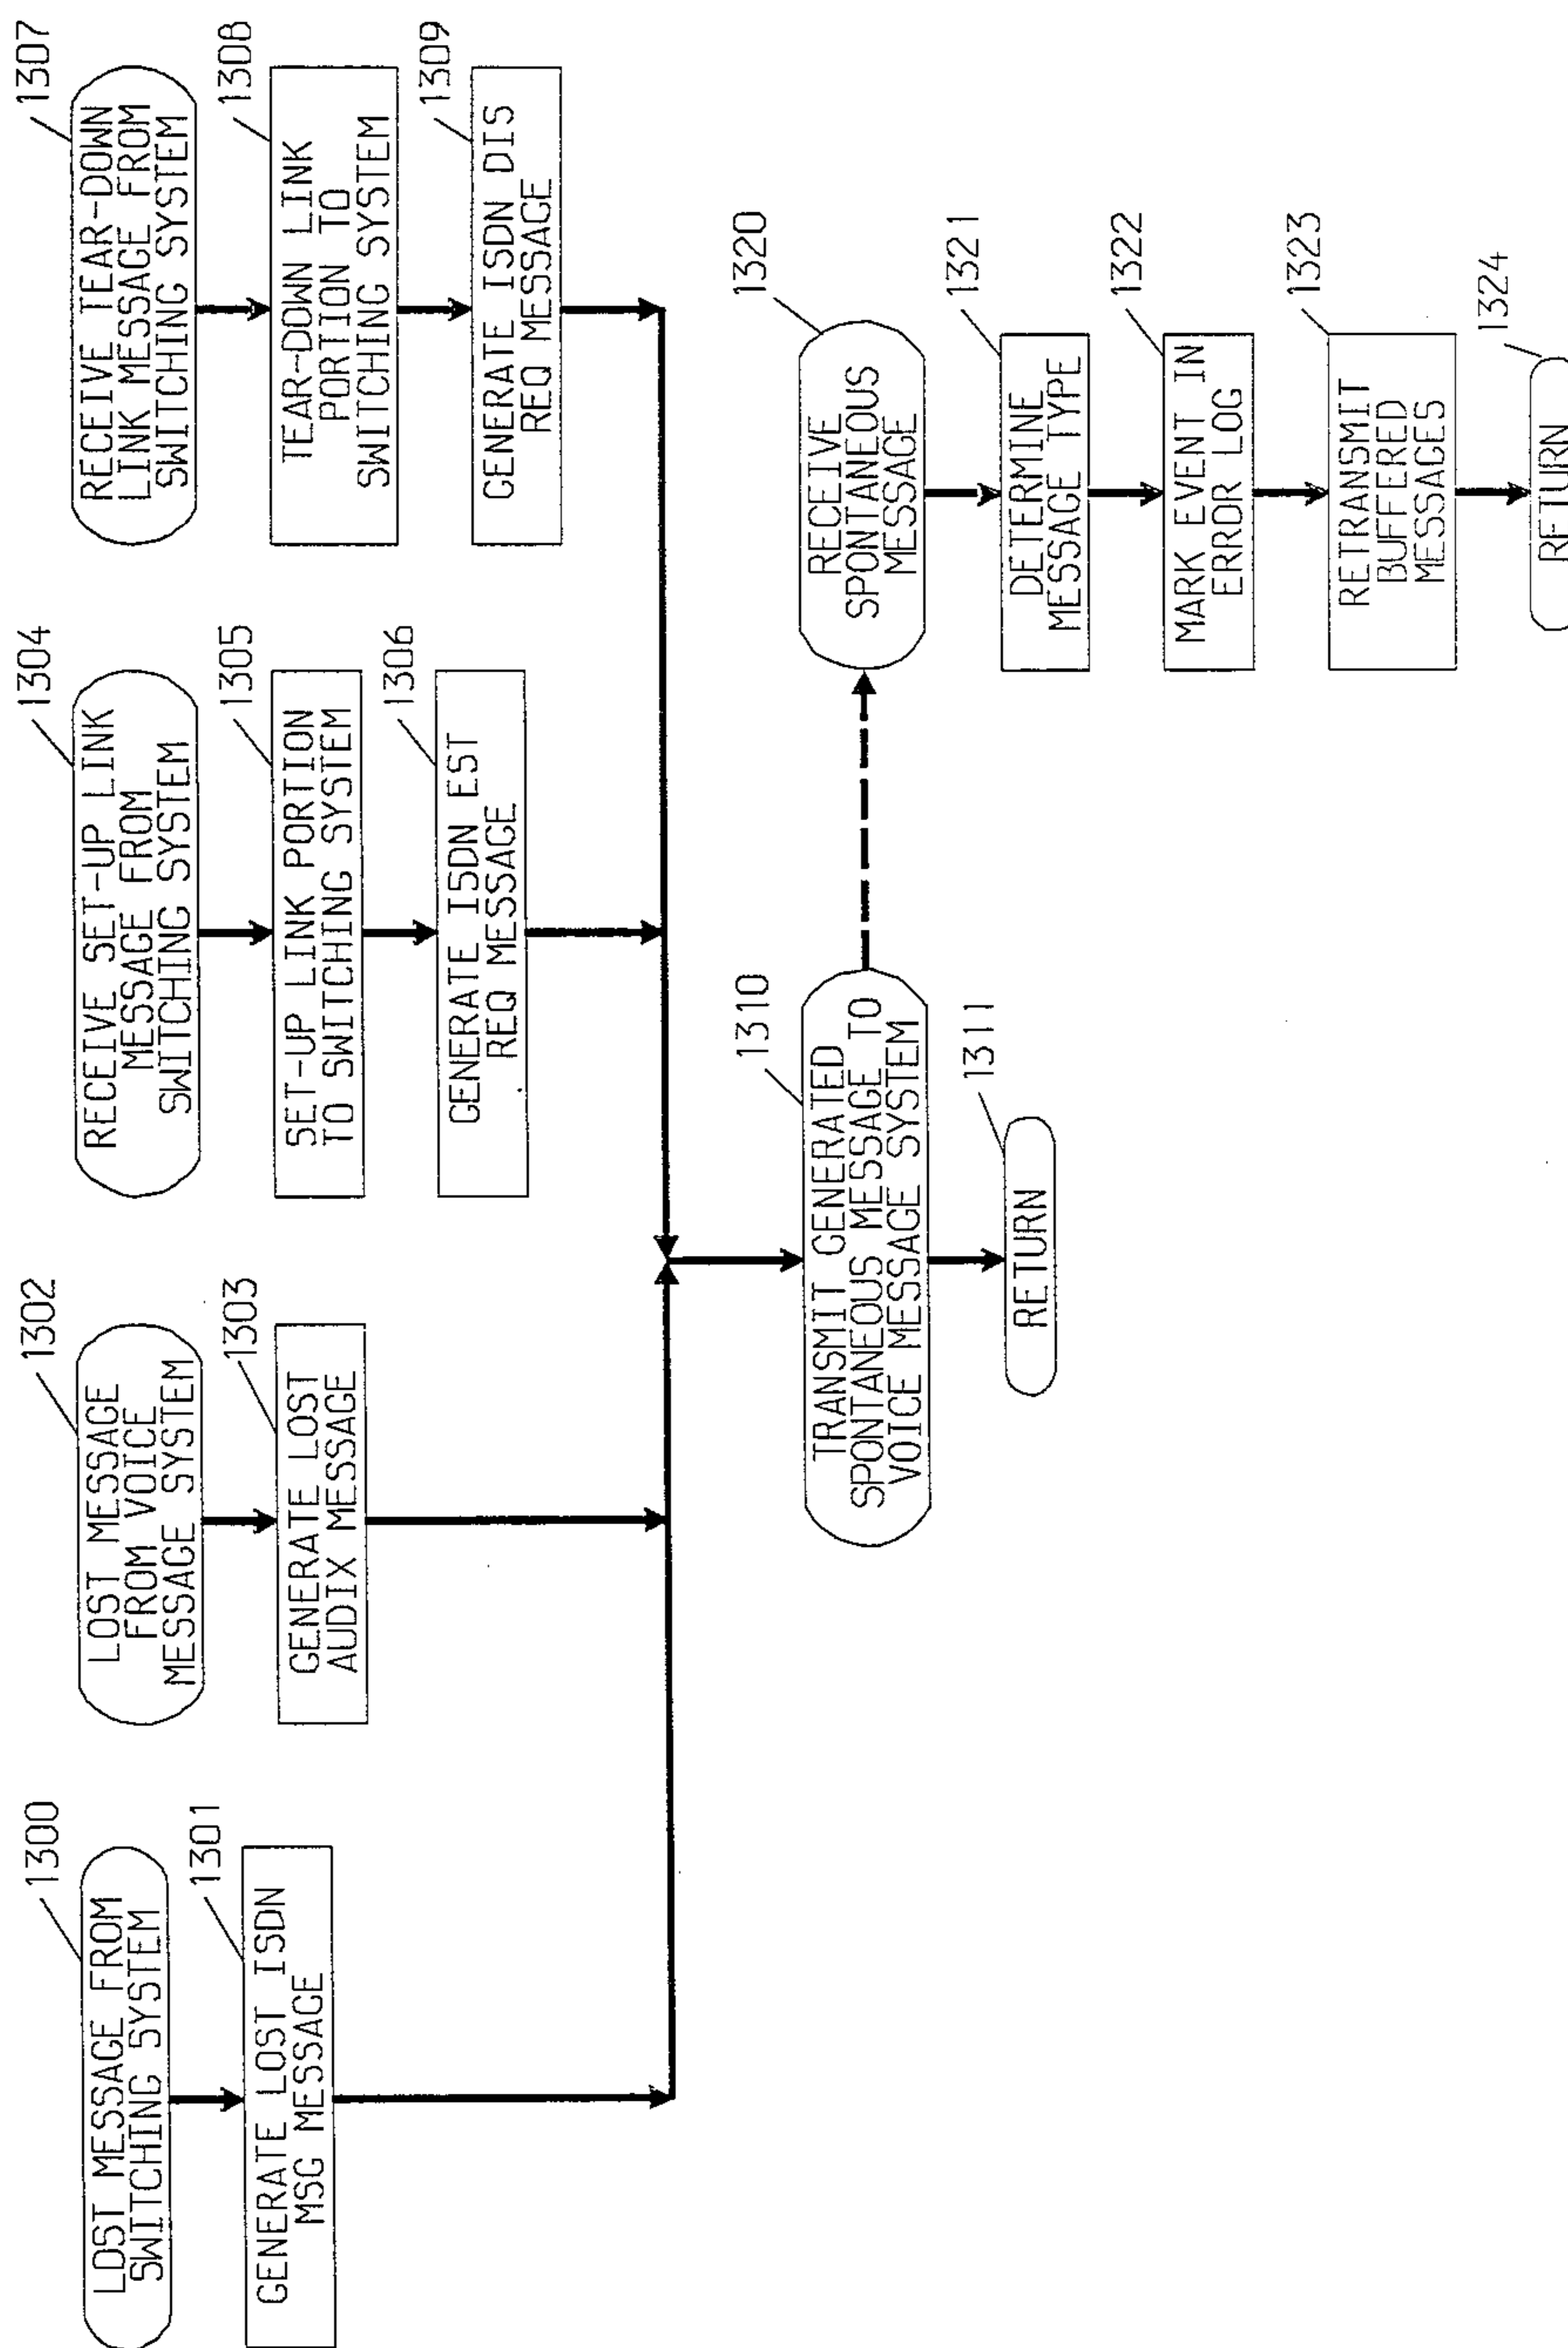 1300
LOST MESSAGE FROM
SWITCHING SYSTEM
1301
GENERATE LOST ISDN
MSG MESSAGE
1302
LOST MESSAGE
FROM VOICE
MESSAGE SYSTEM
1303
GENERATE LOST
AUDIX MESSAGE
1304
RECEIVE SET-UP LINK
MESSAGE FROM
SWITCHING SYSTEM
1305
SET-UP LINK PORTION
TO SWITCHING SYSTEM
1306
GENERATE ISDN EST
REQ MESSAGE
1307
RECEIVE TEAR-DOWN
LINK MESSAGE FROM
SWITCHING SYSTEM
1308
TEAR-DOWN LINK
PORTION TO
SWITCHING SYSTEM
1309
GENERATE ISDN DIS
REQ MESSAGE
1310
TRANSMIT GENERATED
SPONTANEOUS MESSAGE TO
VOICE MESSAGE SYSTEM
1311
RETURN
1320
RECEIVE
SPONTANEOUS
MESSAGE
1321
DETERMINE
MESSAGE TYPE
1322
MARK EVENT IN
ERROR LOG
1323
RETRANSMIT
BUFFERED
MESSAGES
1324
RETURN